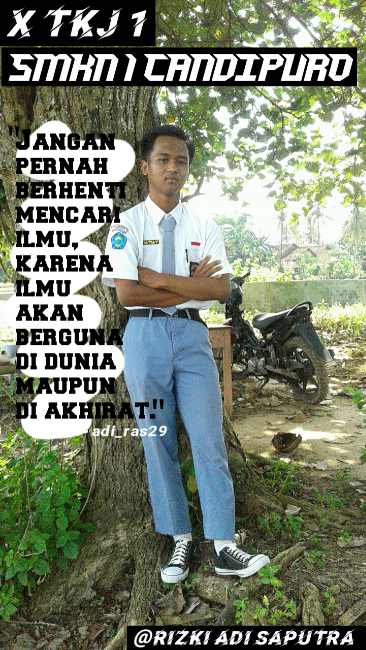 X TKJ 1
SMKN 1 CANDIPURO
"JANGAN
PERNAH
BERHENTI
MENCARI
ILMU,
KARENA
ILMU
AKAN
BERGUNA
DI DUNIA
MAUPUN
DI AKHIRAT."
- adi_ras29
@RIZKI ADI SAPUTRA